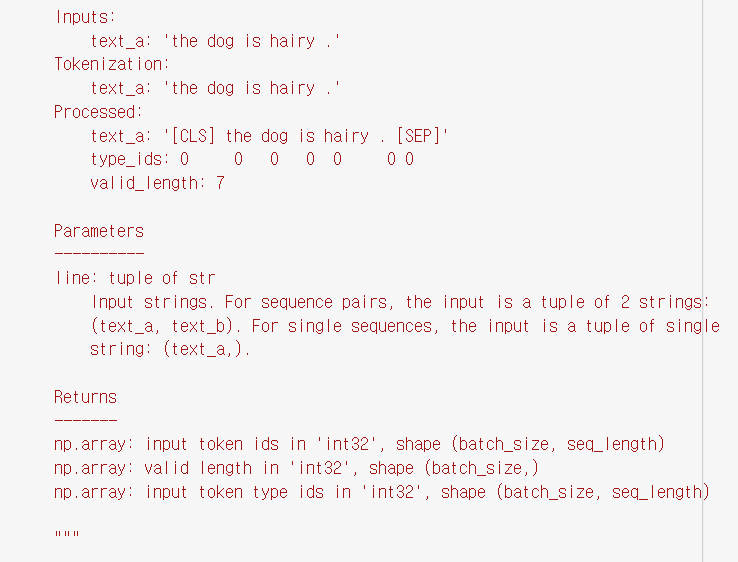 Inputs:
    text_a: 'the dog is hairy .'
Tokenization:
    text_a: 'the dog is hairy .'
Processed:
    text_a: '[CLS] the dog is hairy . [SEP]'
    type_ids: 0     0   0   0  0     0 0
    valid_length: 7

Parameters
----------
line: tuple of str
    Input strings. For sequence pairs, the input is a tuple of 2 strings:
    (text_a, text_b). For single sequences, the input is a tuple of single
    string: (text_a,).

Returns
-------
np.array: input token ids in 'int32', shape (batch_size, seq_length)
np.array: valid length in 'int32', shape (batch_size,)
np.array: input token type ids in 'int32', shape (batch_size, seq_length)

"""